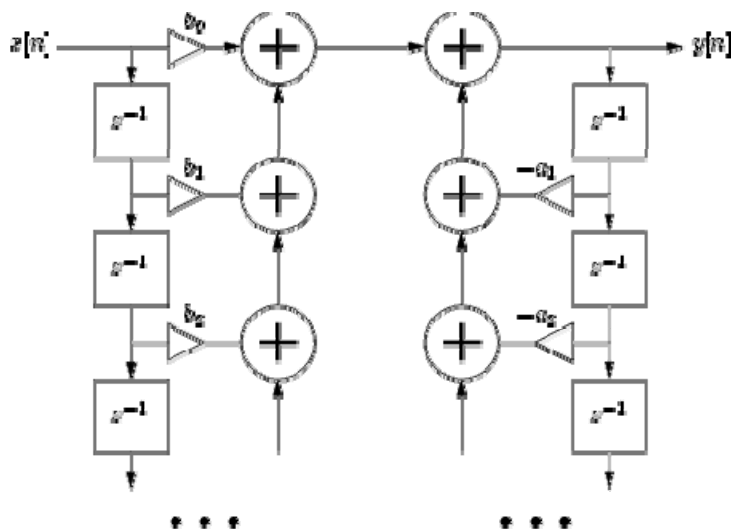 x[n] b₀ y[n]
z⁻¹ z⁻¹
b₁ −a₁
z⁻¹ z⁻¹
b₂ −a₂
z⁻¹ z⁻¹
• • • • • •